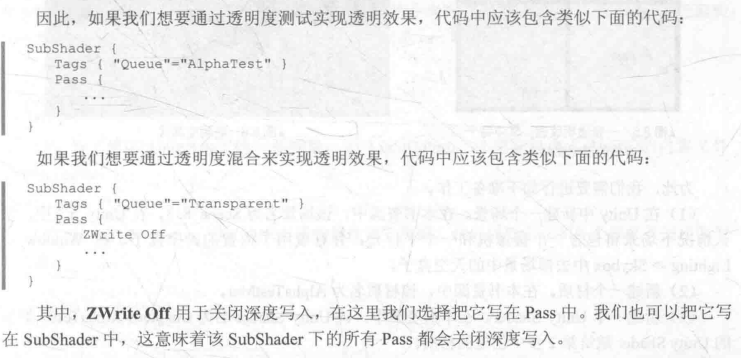 因此，如果我们想要通过透明度测试实现透明效果，代码中应该包含类似下面的代码：
SubShader {
Tags { "Queue"="AlphaTest" }
Pass {
...
}
}
如果我们想要通过透明度混合来实现透明效果，代码中应该包含类似下面的代码：
SubShader {
Tags { "Queue"="Transparent" }
Pass {
ZWrite Off
...
}
}
其中，ZWrite Off 用于关闭深度写入，在这里我们选择把它写在 Pass 中。我们也可以把它写
在 SubShader 中，这意味着该 SubShader 下的所有 Pass 都会关闭深度写入。